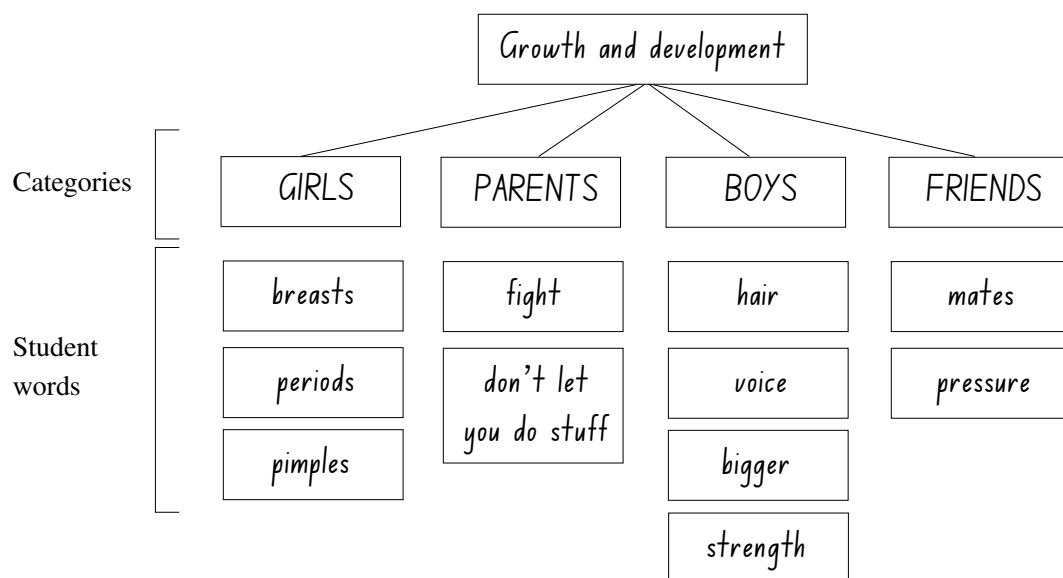 Growth and development
Categories
GIRLS
PARENTS
BOYS
FRIENDS
Student
words
breasts
periods
pimples
fight
don't let
you do stuff
hair
voice
bigger
strength
mates
pressure